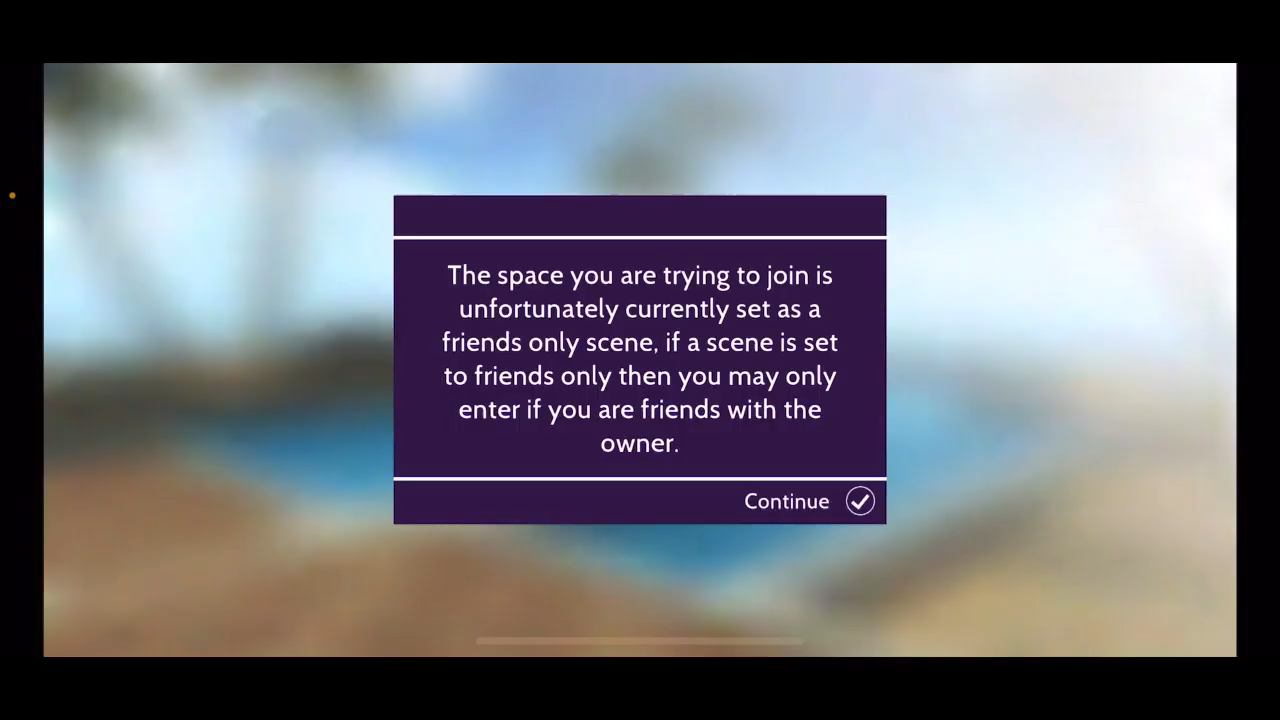 The space you are trying to join is
unfortunately currently set as a
friends only scene, if a scene is set
to friends only then you may only
enter if you are friends with the
owner.
Continue